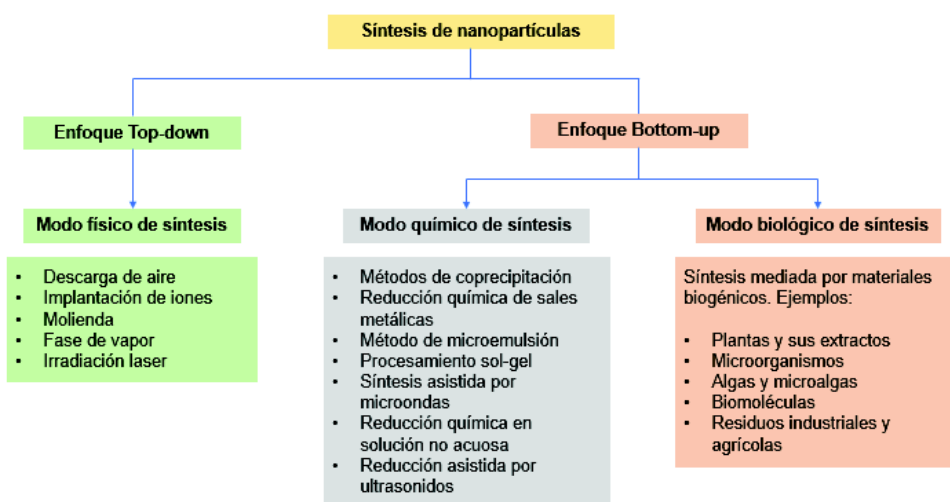 Síntesis de nanopartículas
Enfoque Top-down
Enfoque Bottom-up
Modo físico de síntesis
Modo químico de síntesis
Modo biológico de síntesis
• Descarga de aire
• Implantación de iones
• Molienda
• Fase de vapor
• Irradiación laser
• Métodos de coprecipitación
• Reducción química de sales
metálicas
• Método de microemulsión
• Procesamiento sol-gel
• Síntesis asistida por
microondas
• Reducción química en
solución no acuosa
• Reducción asistida por
ultrasonidos
Síntesis mediada por materiales
biogénicos. Ejemplos:
• Plantas y sus extractos
• Microorganismos
• Algas y microalgas
• Biomoléculas
• Residuos industriales y
agrícolas